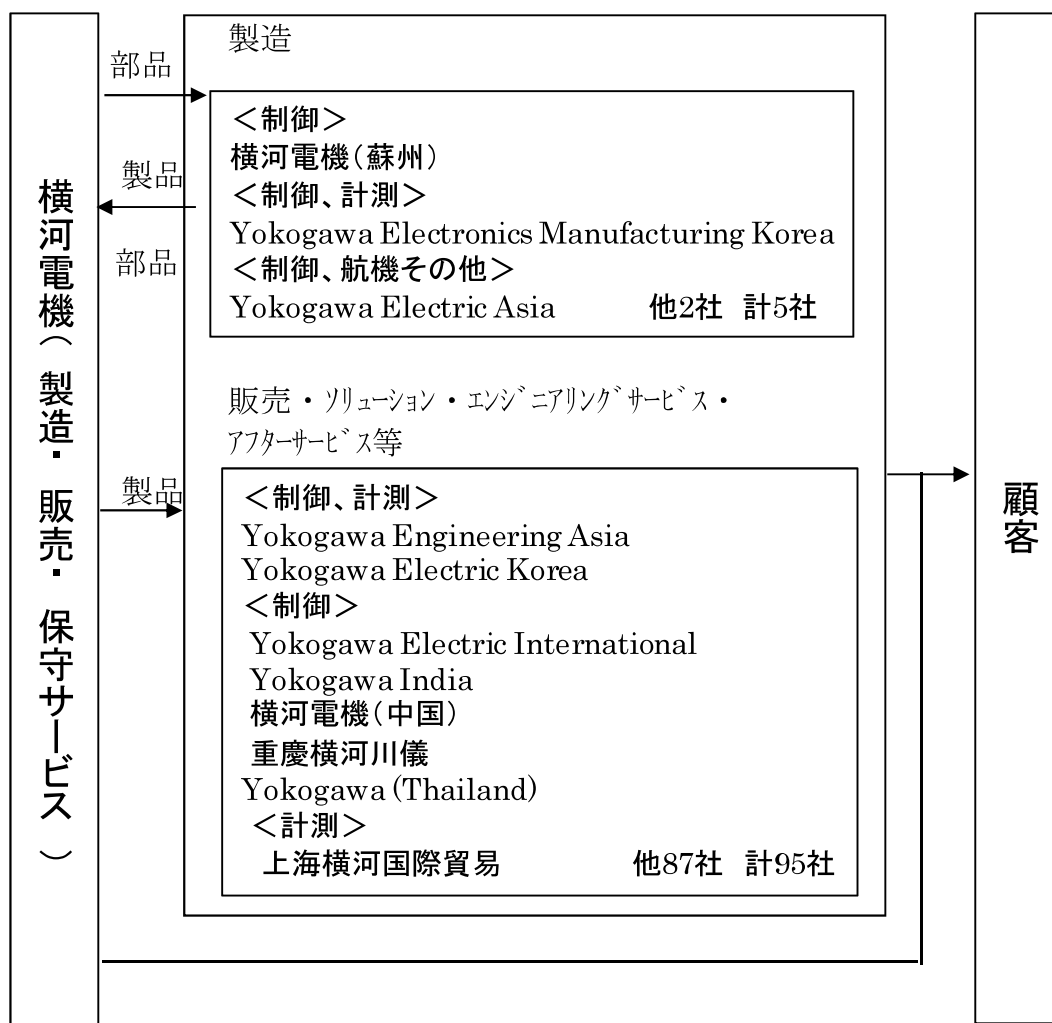 製造
部品
＜制御＞
横河電機（蘇州）
製品
＜制御、計測＞
Yokogawa Electronics Manufacturing Korea
部品
＜制御、航機その他＞
Yokogawa Electric Asia 他2社 計5社
販売・ｿﾘｭｰｼｮﾝ・ｴﾝｼﾞﾆｱﾘﾝｸﾞｻｰﾋﾞｽ・
ｱﾌﾀｰｻｰﾋﾞｽ等
製品
＜制御、計測＞
Yokogawa Engineering Asia
Yokogawa Electric Korea
＜制御＞
Yokogawa Electric International
Yokogawa India
横河電機（中国）
重慶横河川儀
Yokogawa (Thailand)
＜計測＞
上海横河国際貿易 他87社 計95社
横河電機（製造・販売・保守サービス）
顧客